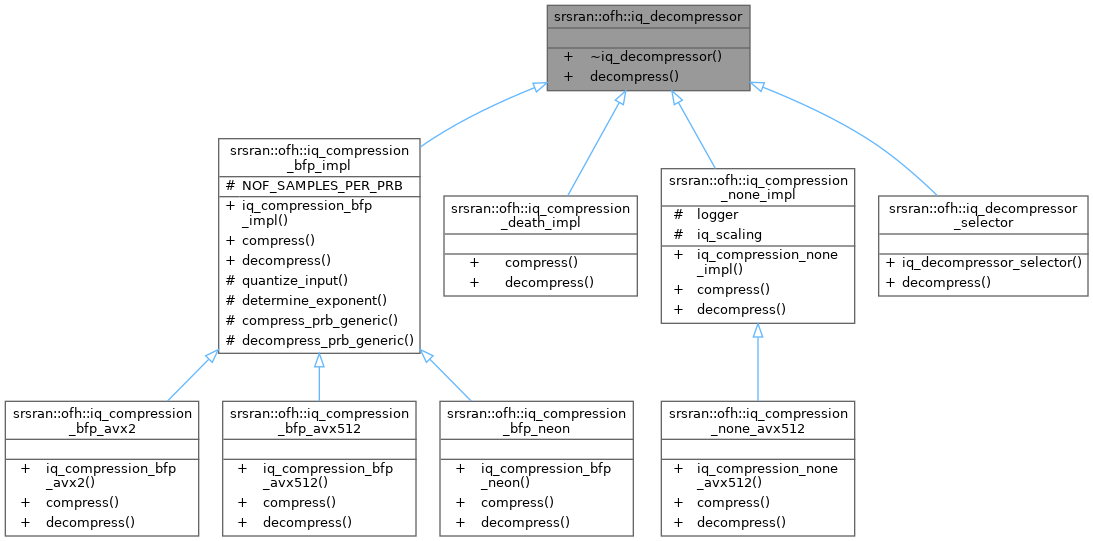 srsran::ofh::iq_decompressor
+ ~iq_decompressor()
+ decompress()
srsran::ofh::iq_compression
_bfp_impl
# NOF_SAMPLES_PER_PRB
+ iq_compression_bfp
_impl()
+ compress()
+ decompress()
# quantize_input()
# determine_exponent()
# compress_prb_generic()
# decompress_prb_generic()
srsran::ofh::iq_compression
_death_impl
+ compress()
+ decompress()
srsran::ofh::iq_compression
_none_impl
# logger
# iq_scaling
+ iq_compression_none
_impl()
+ compress()
+ decompress()
srsran::ofh::iq_decompressor
_selector
+ iq_decompressor_selector()
+ decompress()
srsran::ofh::iq_compression
_bfp_avx2
+ iq_compression_bfp
_avx2()
+ compress()
+ decompress()
srsran::ofh::iq_compression
_bfp_avx512
+ iq_compression_bfp
_avx512()
+ compress()
+ decompress()
srsran::ofh::iq_compression
_bfp_neon
+ iq_compression_bfp
_neon()
+ compress()
+ decompress()
srsran::ofh::iq_compression
_none_avx512
+ iq_compression_none
_avx512()
+ compress()
+ decompress()